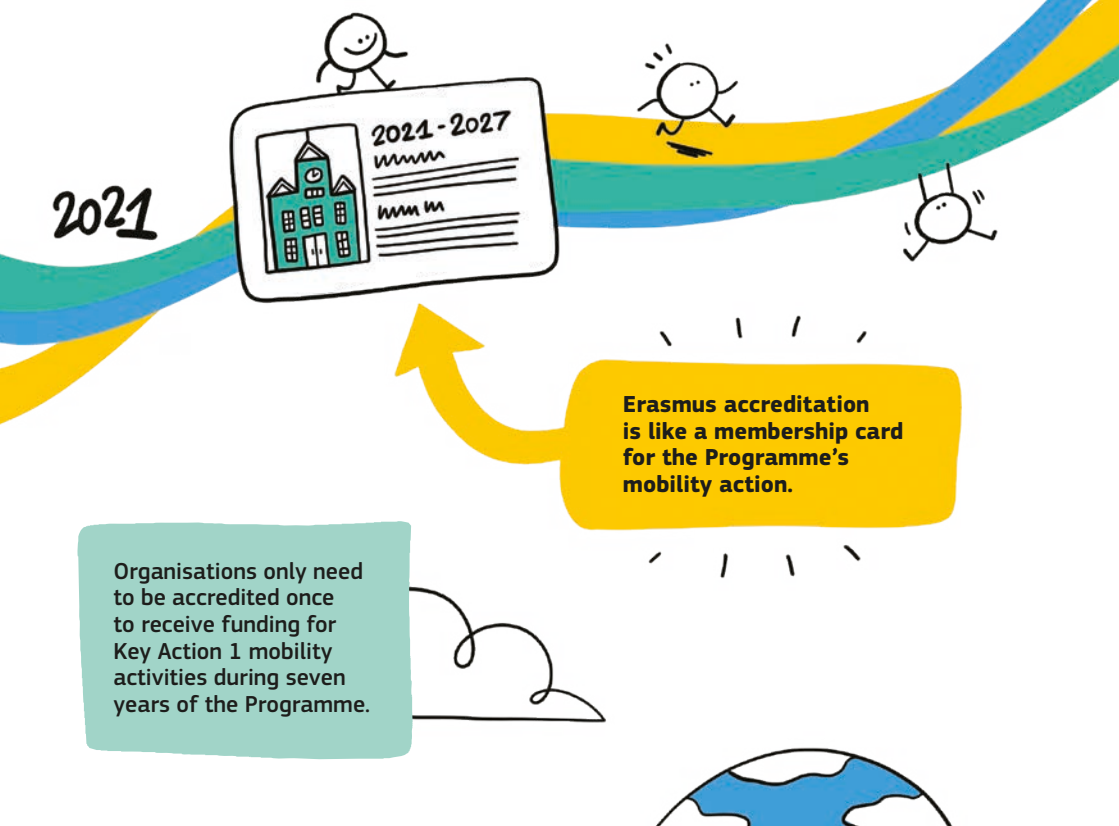 2021-2027
2021
Erasmus accreditation
is like a membership card
for the Programme's
mobility action.
Organisations only need
to be accredited once
to receive funding for
Key Action 1 mobility
activities during seven
years of the Programme.